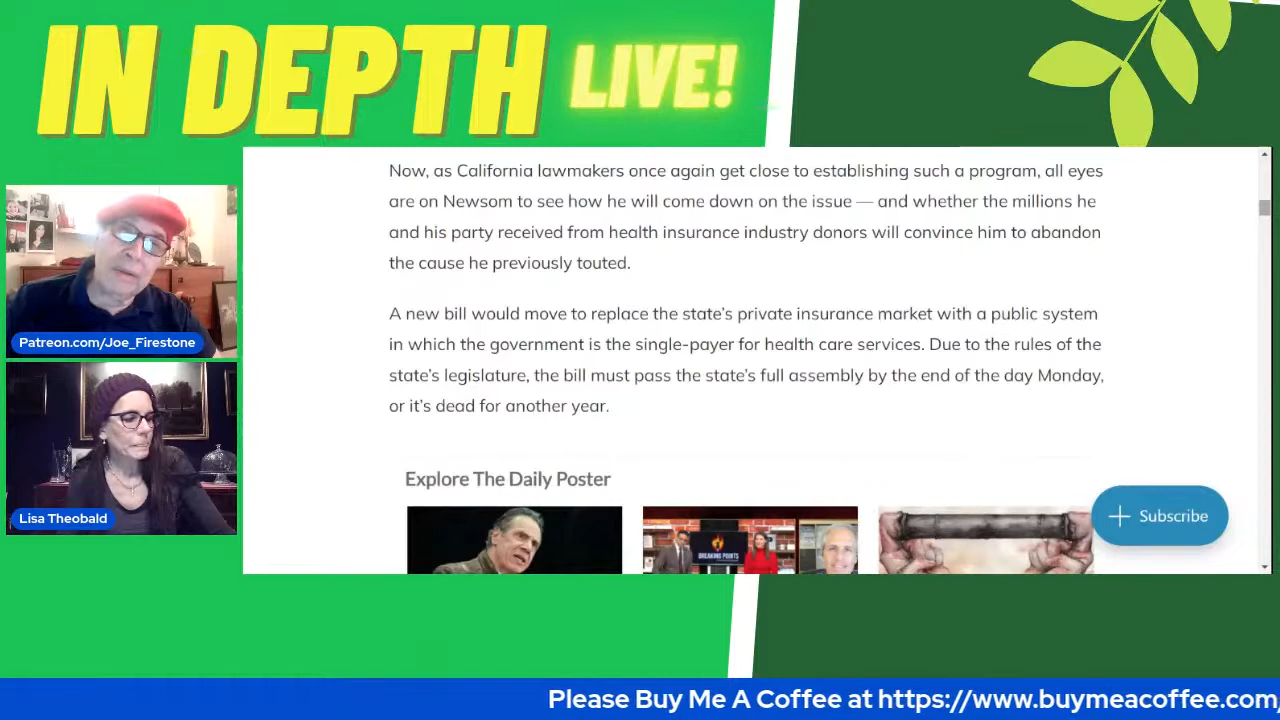 IN DEPTH LIVE!
Now, as California lawmakers once again get close to establishing such a program, all eyes
are on Newsom to see how he will come down on the issue — and whether the millions he
and his party received from health insurance industry donors will convince him to abandon
the cause he previously touted.
A new bill would move to replace the state's private insurance market with a public system
in which the government is the single-payer for health care services. Due to the rules of the
state's legislature, the bill must pass the state's full assembly by the end of the day Monday,
or it's dead for another year.
Explore The Daily Poster
BREAKING POINTS
Subscribe
Patreon.com/Joe_Firestone
Lisa Theobald
Please Buy Me A Coffee at https://www.buymeacoffee.com/